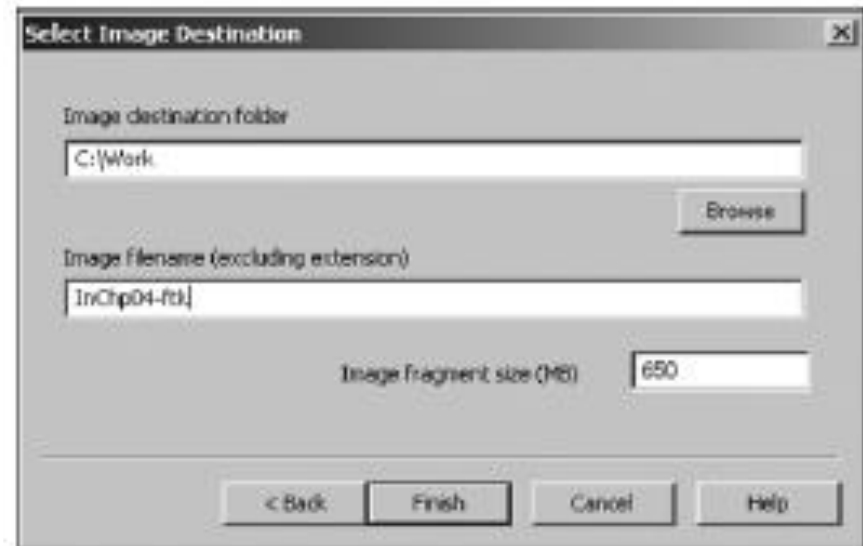 Select Image Destination
Image destination folder
C:\Work
Browse
Image filename (excluding extension)
InChp04-ftk
Image fragment size (MB)
650
< Back
Finish
Cancel
Help